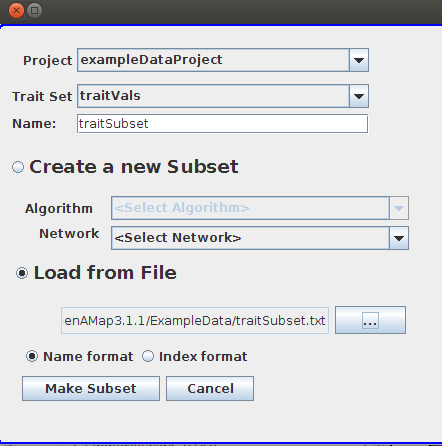 Project exampleDataProject
Trait Set traitVals
Name: traitSubset
Create a new Subset
Algorithm <Select Algorithm>
Network <Select Network>
Load from File
enAMap3.1.1/ExampleData/traitSubset.txt ...
Name format Index format
Make Subset Cancel